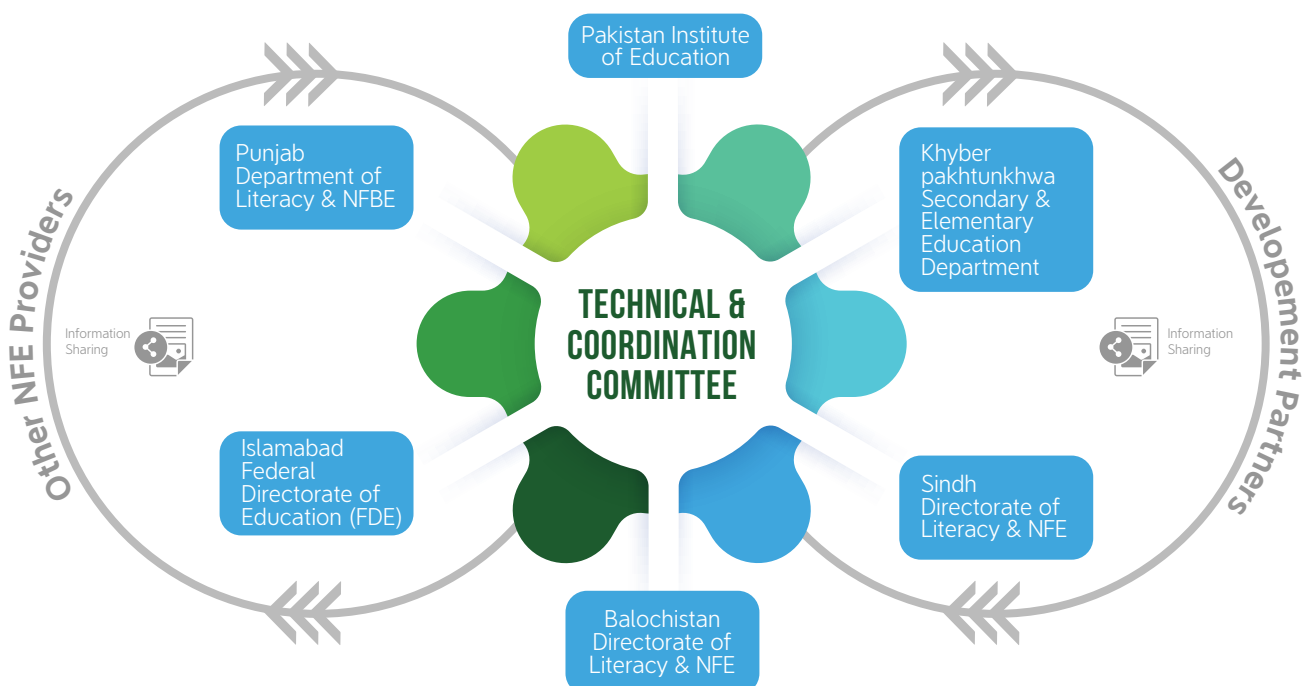 Pakistan Institute
of Education
Punjab
Department of
Literacy & NFBE
Khyber
pakhtunkhwa
Secondary &
Elementary
Education
Department
Other NFE Providers
Information
Sharing
TECHNICAL &
COORDINATION
COMMITTEE
Information
Sharing
Developement Partners
Islamabad
Federal
Directorate of
Education (FDE)
Sindh
Directorate of
Literacy & NFE
Balochistan
Directorate of
Literacy & NFE